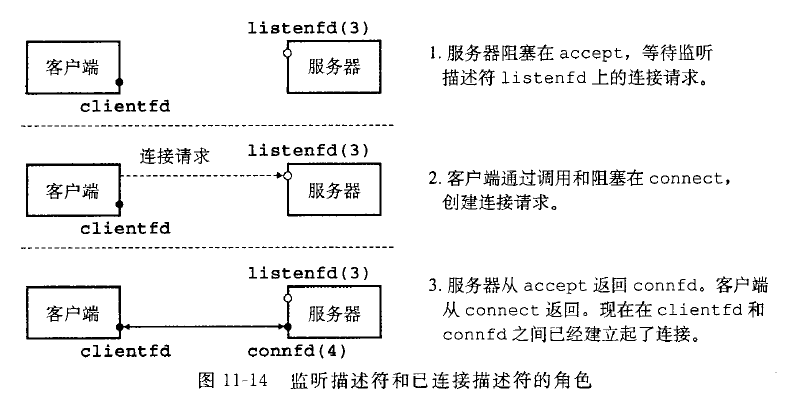 listenfd(3)
客户端
服务器
clientfd
1. 服务器阻塞在 accept，等待监听
描述符 listenfd 上的连接请求。
连接请求
listenfd(3)
客户端
服务器
clientfd
2. 客户端通过调用和阻塞在 connect，
创建连接请求。
listenfd(3)
客户端
服务器
clientfd
connfd(4)
3. 服务器从 accept 返回 connfd。客户端
从 connect 返回。现在在 clientfd 和
connfd 之间已经建立起了连接。
图 11-14 监听描述符和已连接描述符的角色